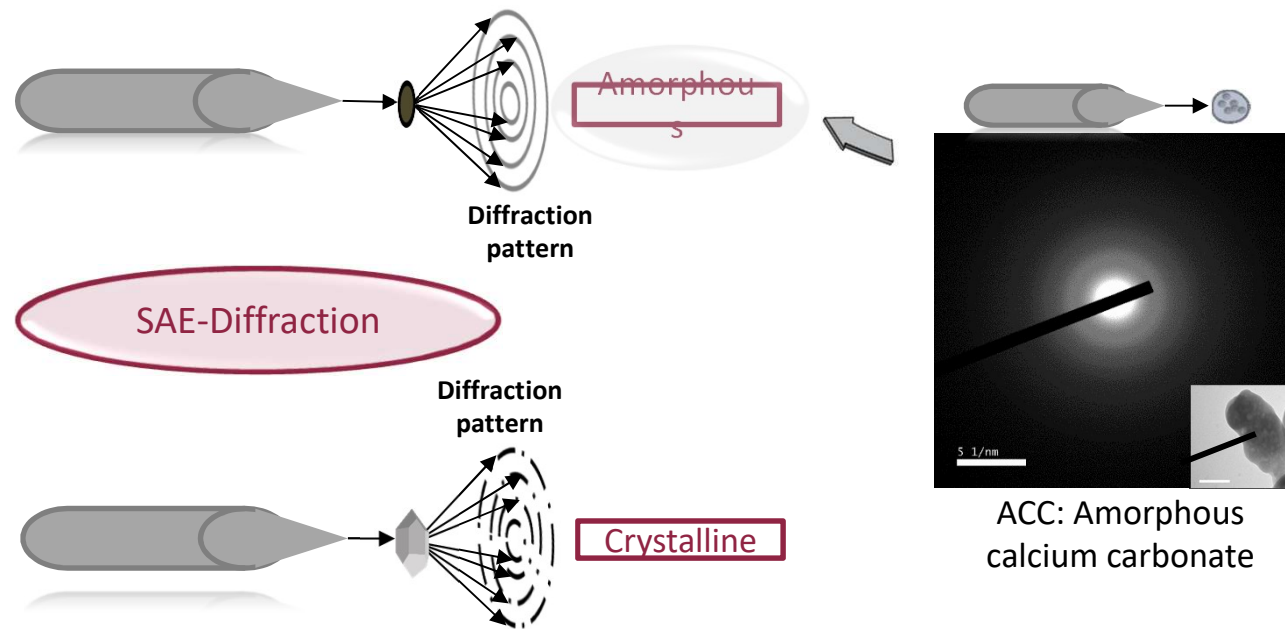 Amorphou
s
Diffraction
pattern
SAE-Diffraction
Diffraction
pattern
Crystalline
5 1/nm
ACC: Amorphous
calcium carbonate